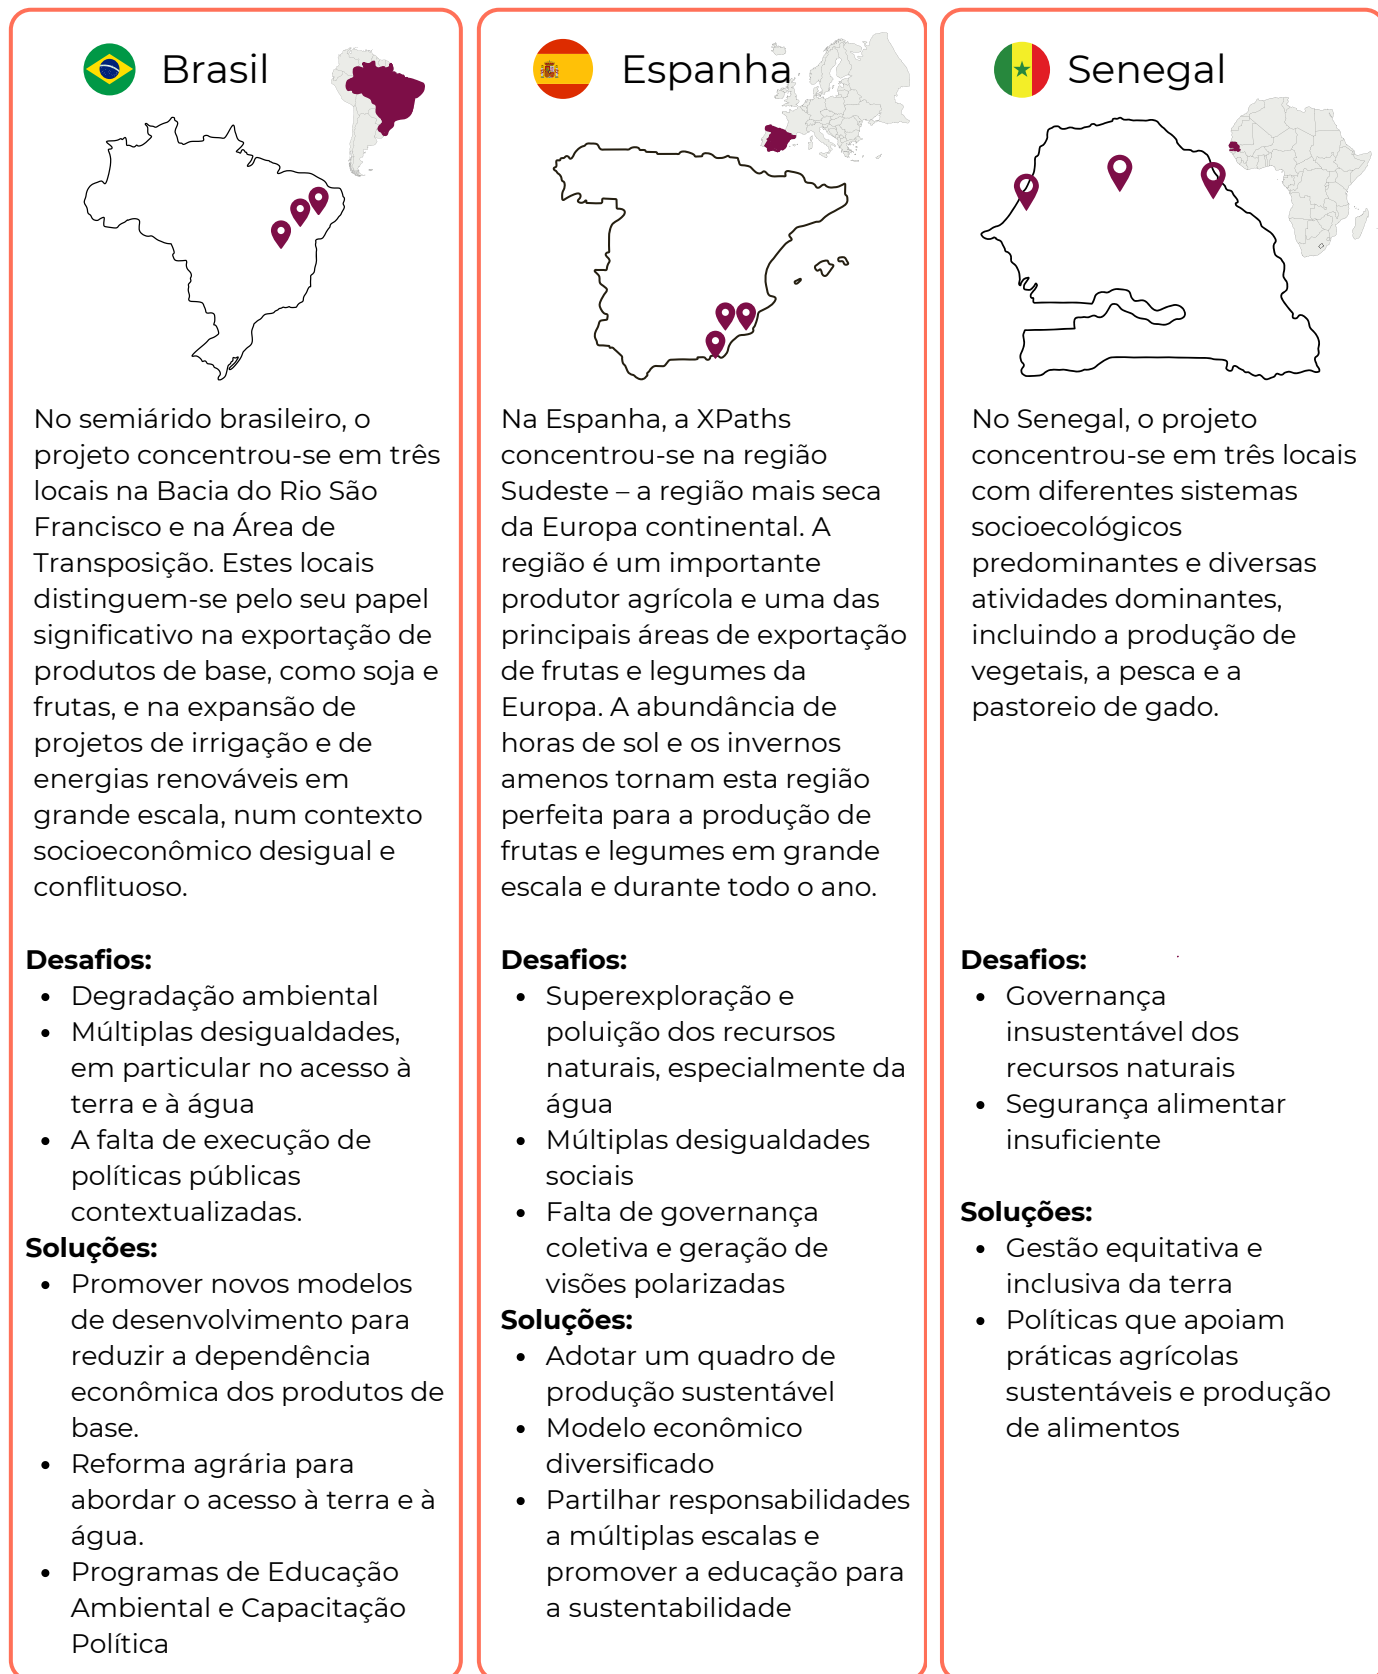 Brasil
No semiárido brasileiro, o
projeto concentrou-se em três
locais na Bacia do Rio São
Francisco e na Área de
Transposição. Estes locais
distinguem-se pelo seu papel
significativo na exportação de
produtos de base, como soja e
frutas, e na expansão de
projetos de irrigação e de
energias renováveis em
grande escala, num contexto
socioeconômico desigual e
conflituoso.
Desafios:
• Degradação ambiental
• Múltiplas desigualdades,
em particular no acesso à
terra e à água
• A falta de execução de
políticas públicas
contextualizadas.
Soluções:
• Promover novos modelos
de desenvolvimento para
reduzir a dependência
econômica dos produtos de
base.
• Reforma agrária para
abordar o acesso à terra e à
água.
• Programas de Educação
Ambiental e Capacitação
Política
Espanha
Na Espanha, a XPaths
concentrou-se na região
Sudeste – a região mais seca
da Europa continental. A
região é um importante
produtor agrícola e uma das
principais áreas de exportação
de frutas e legumes da
Europa. A abundância de
horas de sol e os invernos
amenos tornam esta região
perfeita para a produção de
frutas e legumes em grande
escala e durante todo o ano.
Desafios:
• Superexploração e
poluição dos recursos
naturais, especialmente da
água
• Múltiplas desigualdades
sociais
• Falta de governança
coletiva e geração de
visões polarizadas
Soluções:
• Adotar um quadro de
produção sustentável
• Modelo econômico
diversificado
• Partilhar responsabilidades
a múltiplas escalas e
promover a educação para
a sustentabilidade
Senegal
No Senegal, o projeto
concentrou-se em três locais
com diferentes sistemas
socioecológicos
predominantes e diversas
atividades dominantes,
incluindo a produção de
vegetais, a pesca e a
pastoreio de gado.
Desafios:
• Governança
insustentável dos
recursos naturais
• Segurança alimentar
insuficiente
Soluções:
• Gestão equitativa e
inclusiva da terra
• Políticas que apoiam
práticas agrícolas
sustentáveis e produção
de alimentos